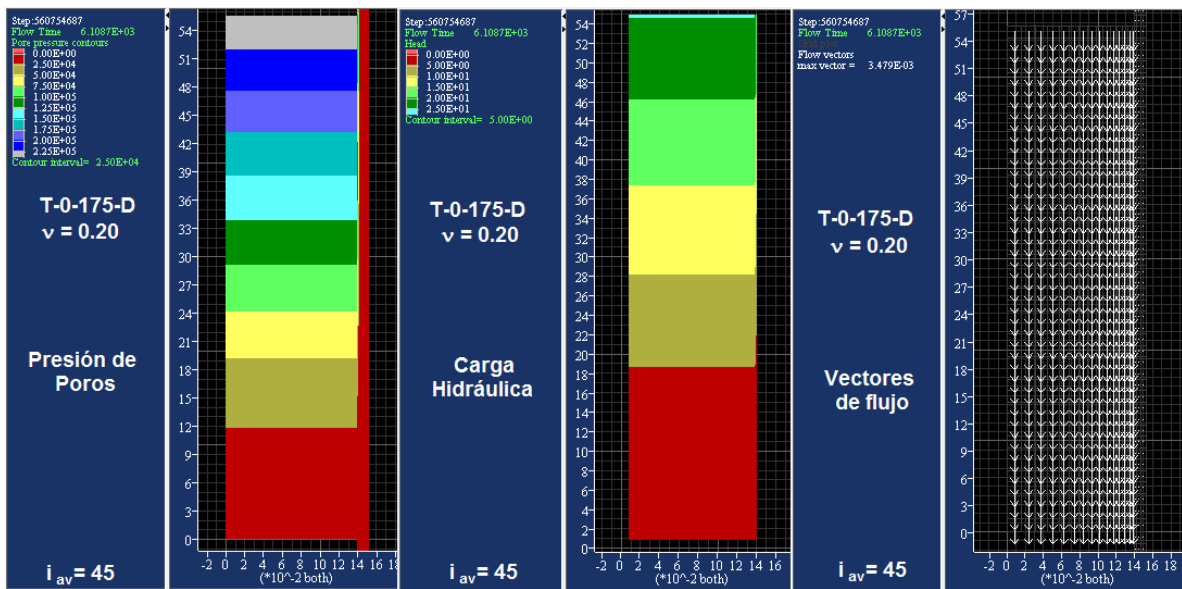 Step:560754687
Flow Time 6.1087E+03
Pore pressure contours
0.00E+00
2.50E+04
5.00E+04
7.50E+04
1.00E+05
1.25E+05
1.50E+05
1.75E+05
2.00E+05
2.25E+05
Contour interval= 2.50E+04
T-0-175-D
ν = 0.20
Presión de
Poros
i av = 45
54
51
48
45
42
39
36
33
30
27
24
21
18
15
12
9
6
3
0
-2 0 2 4 6 8 10 12 14 16 18
(*10^-2 both)
Step:560754687
Flow Time 6.1087E+03
Head
0.00E+00
5.00E+00
1.00E+01
1.50E+01
2.00E+01
2.50E+01
Contour interval= 5.00E+00
T-0-175-D
ν = 0.20
Carga
Hidráulica
i av = 45
54
52
50
48
46
44
42
40
38
36
34
32
30
28
26
24
22
20
18
16
14
12
10
8
6
4
2
0
-2 0 2 4 6 8 10 12 14 16 18
(*10^-2 both)
Step:560754687
Flow Time 6.1087E+03
Flow vectors
max vector = 3.479E-03
T-0-175-D
ν = 0.20
Vectores
de flujo
i av = 45
57
54
51
48
45
42
39
36
33
30
27
24
21
18
15
12
9
6
3
0
-2 0 2 4 6 8 10 12 14 16 18
(*10^-2 both)